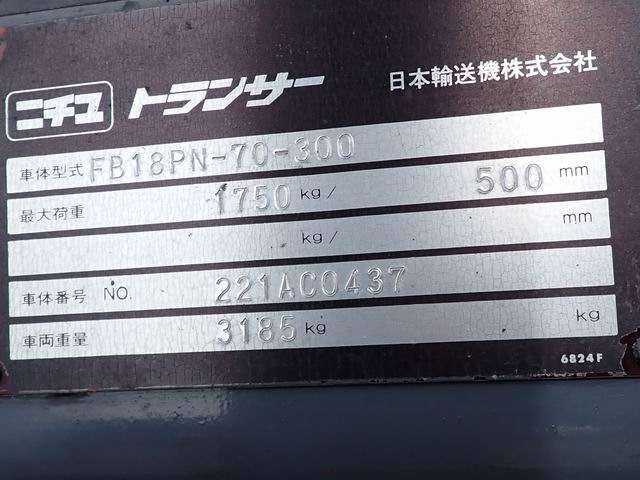 ニチユ トランサー 日本輸送機株式会社
車体型式 FB18PN-70-300
最大荷重 1750 kg/ 500 mm
kg/ mm
車体番号 NO. 221AC0437
車両重量 3185 kg kg
6824F